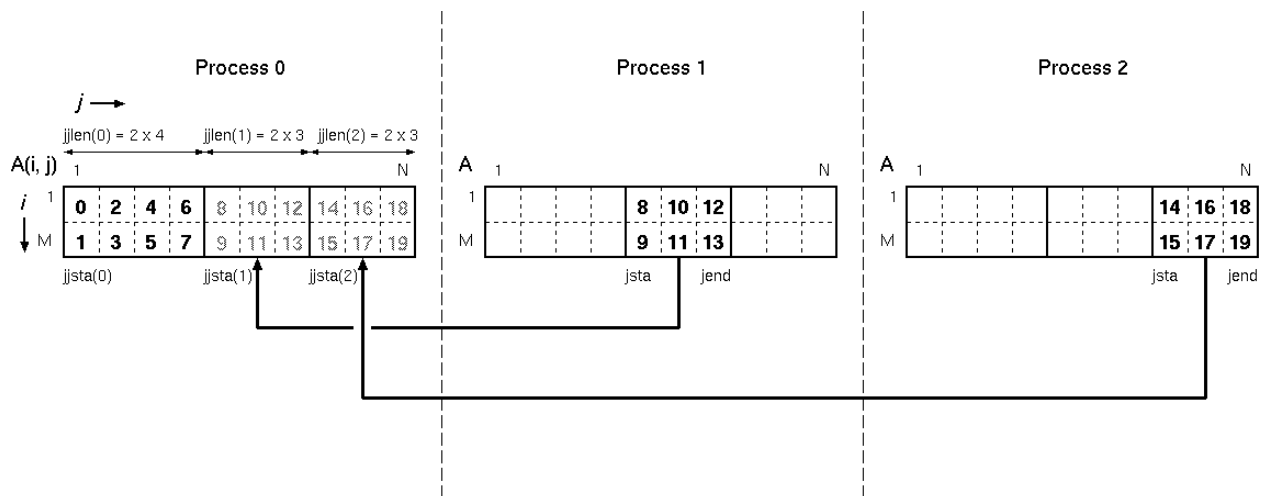 Process 0 Process 1 Process 2
j
jjlen(0) = 2 x 4 jjlen(1) = 2 x 3 jjlen(2) = 2 x 3
A(i, j) 1 N A 1 N A 1 N
i 1 0 2 4 6 8 10 12 14 16 18 1 8 10 12 1 14 16 18
M 1 3 5 7 9 11 13 15 17 19 M 9 11 13 M 15 17 19
jjsta(0) jjsta(1) jjsta(2) jsta jend jsta jend